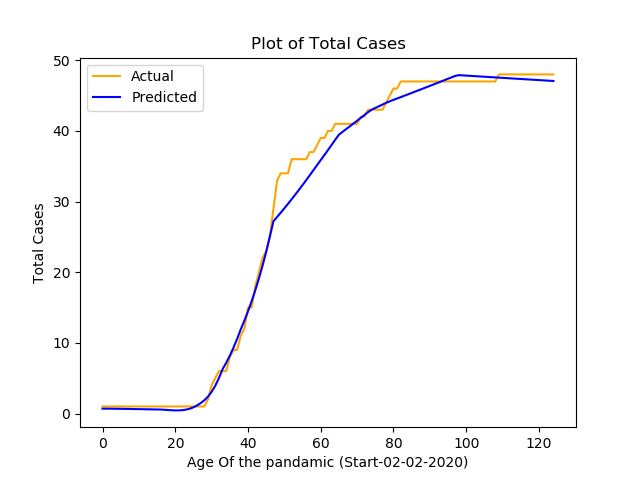 Plot of Total Cases
Actual
Predicted
50
40
30
20
10
0
Total Cases
0 20 40 60 80 100 120
Age Of the pandamic (Start-02-02-2020)